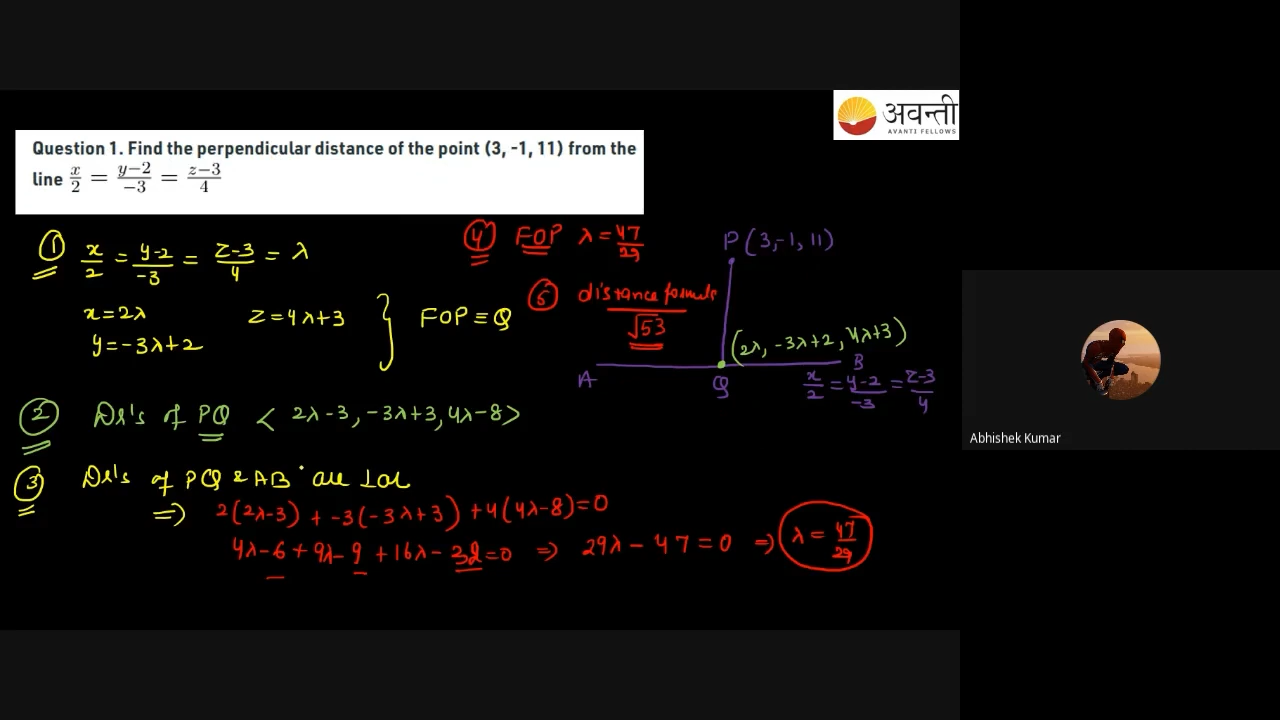 अवन्ती
AVANTI FELLOWS
Question 1. Find the perpendicular distance of the point (3, -1, 11) from the
line x/2 = y−2/−3 = z−3/4
① x/2 = y-2/-3 = z-3/4 = λ
x=2λ z=4λ+3
y=-3λ+2
FOP ≡ Q
② Dr's of PQ < 2λ-3, -3λ+3, 4λ-8>
③ Dr's of PQ & AB are ⊥ar
=> 2(2λ-3) + -3(-3λ+3) +4(4λ-8)=0
4λ-6+9λ-9+16λ-32=0 => 29λ-47=0 => λ=47/29
④ FOP λ=47/29
⑤ distance formula
√53
P(3,-1,11)
(2λ, -3λ+2, 4λ+3)
A Q B
x/2 = y-2/-3 = z-3/4
Abhishek Kumar